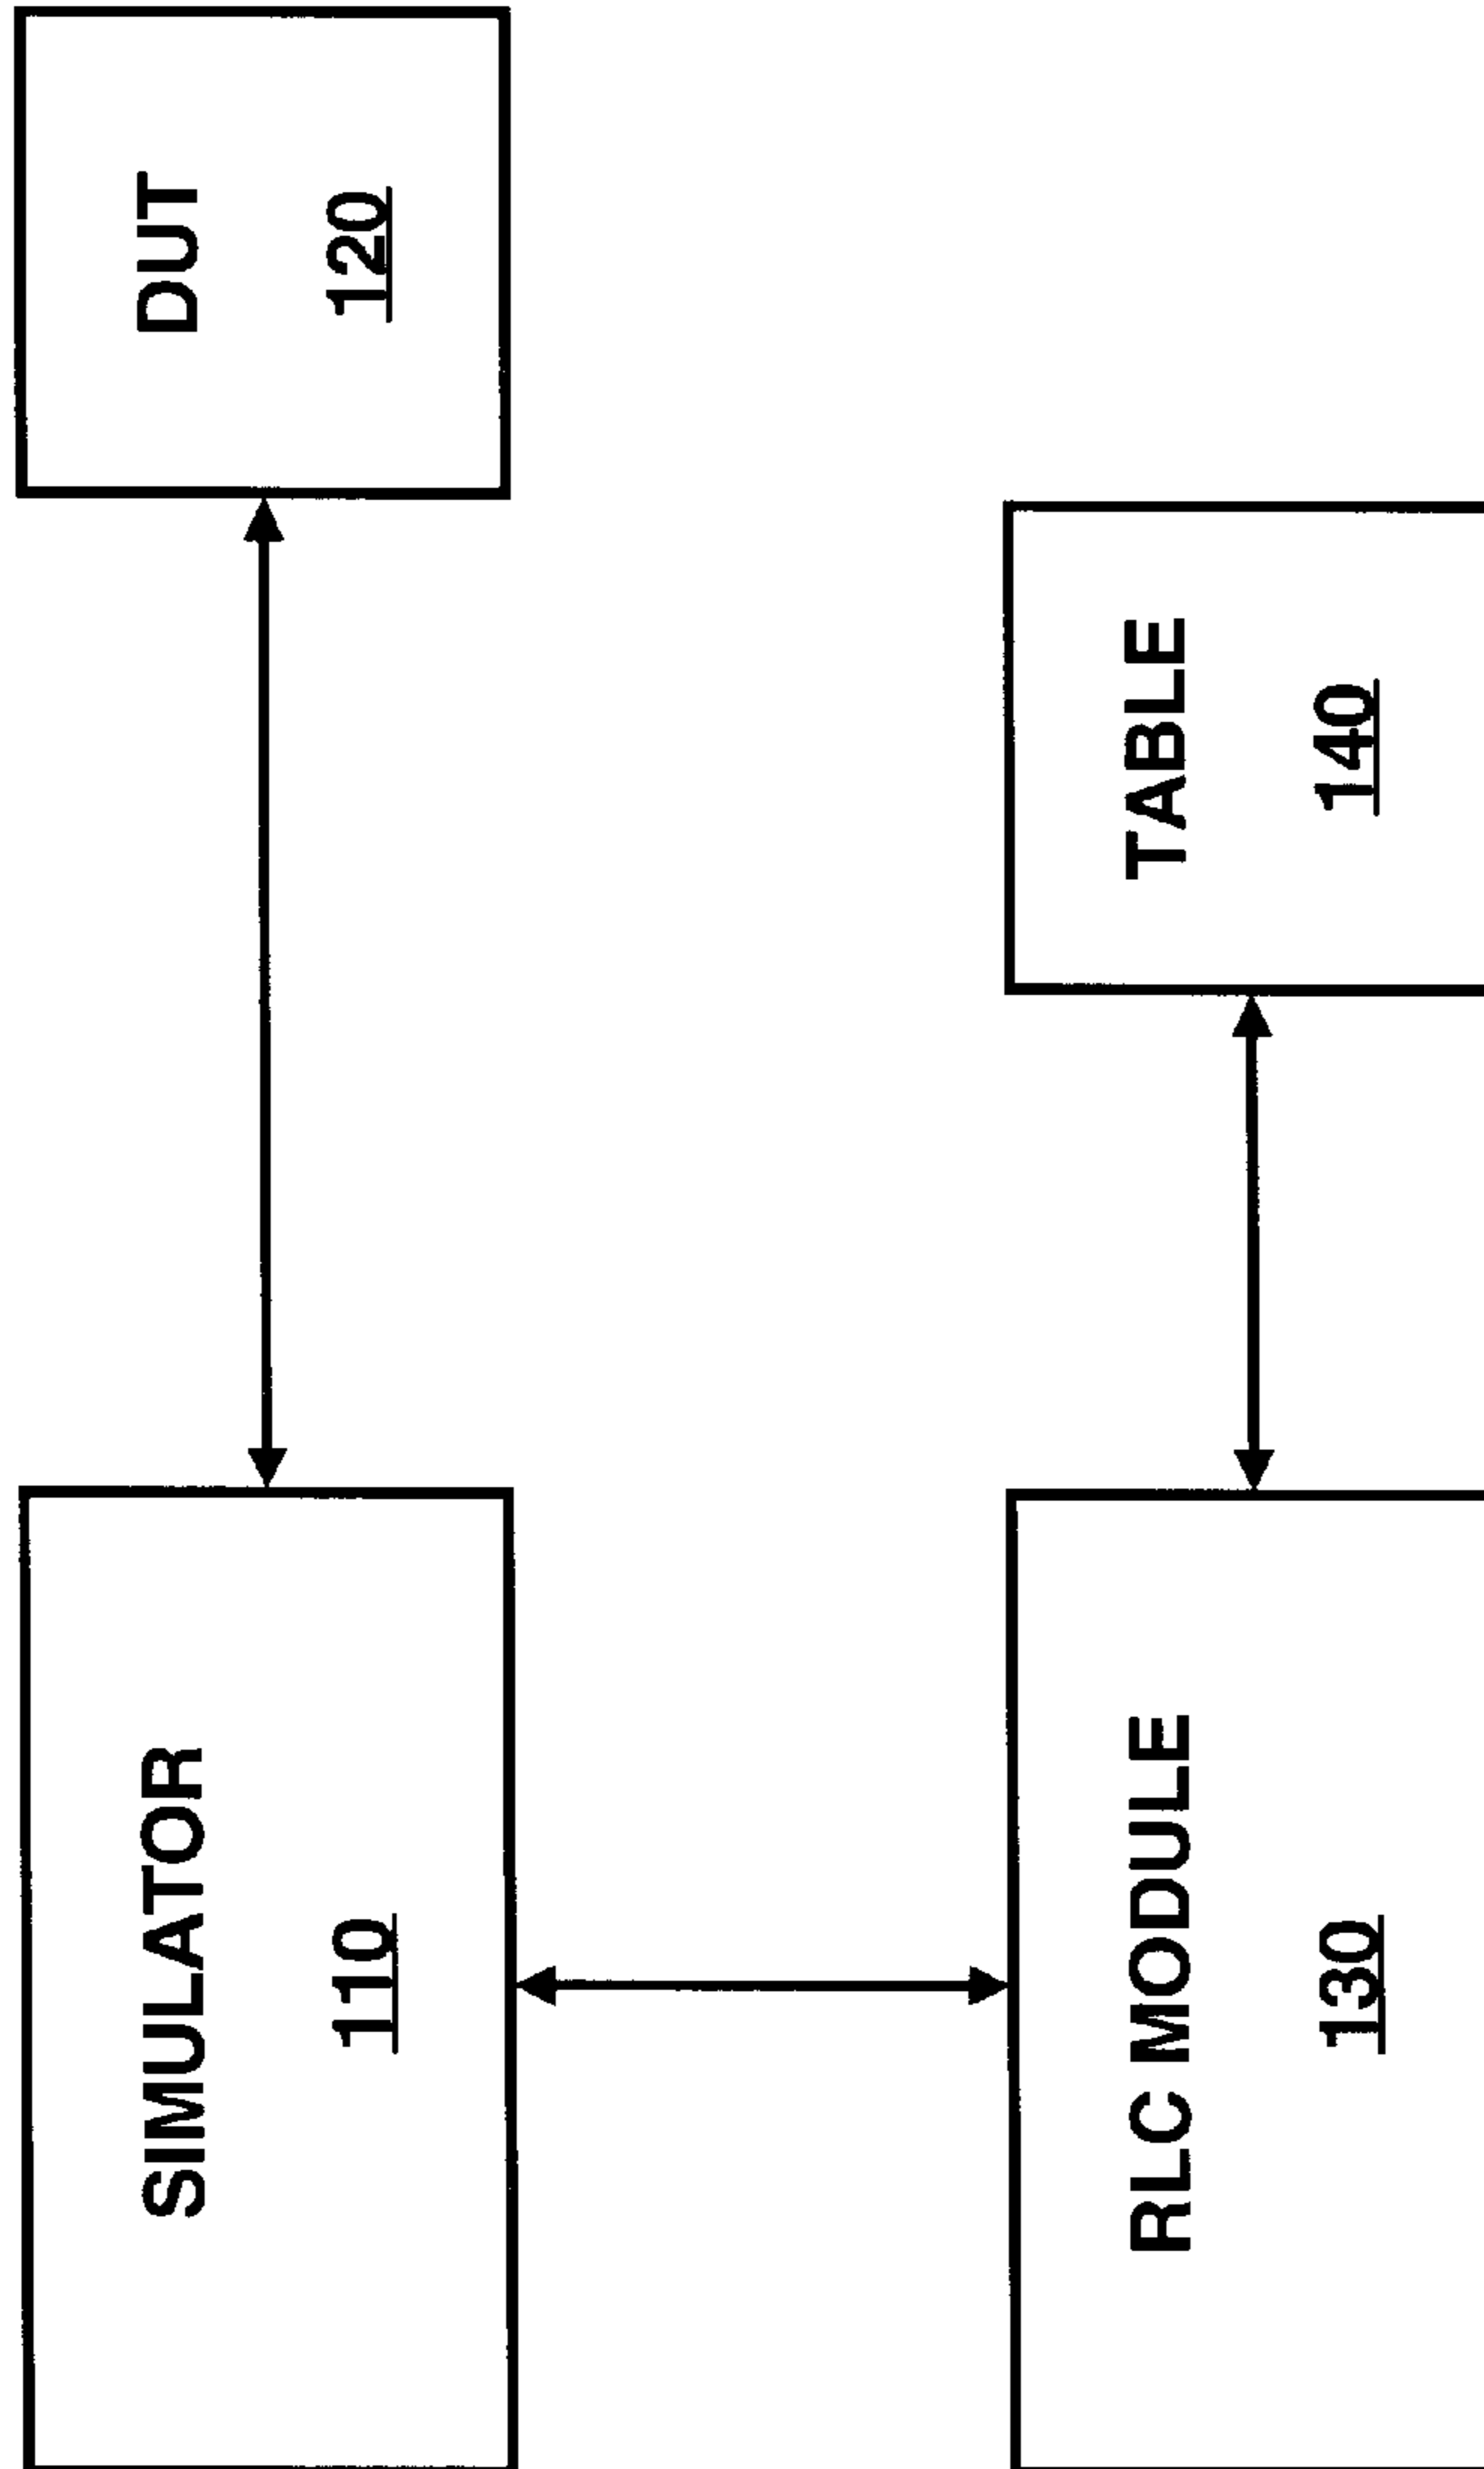 SIMULATOR
110
DUT
120
RLC MODULE
130
TABLE
140